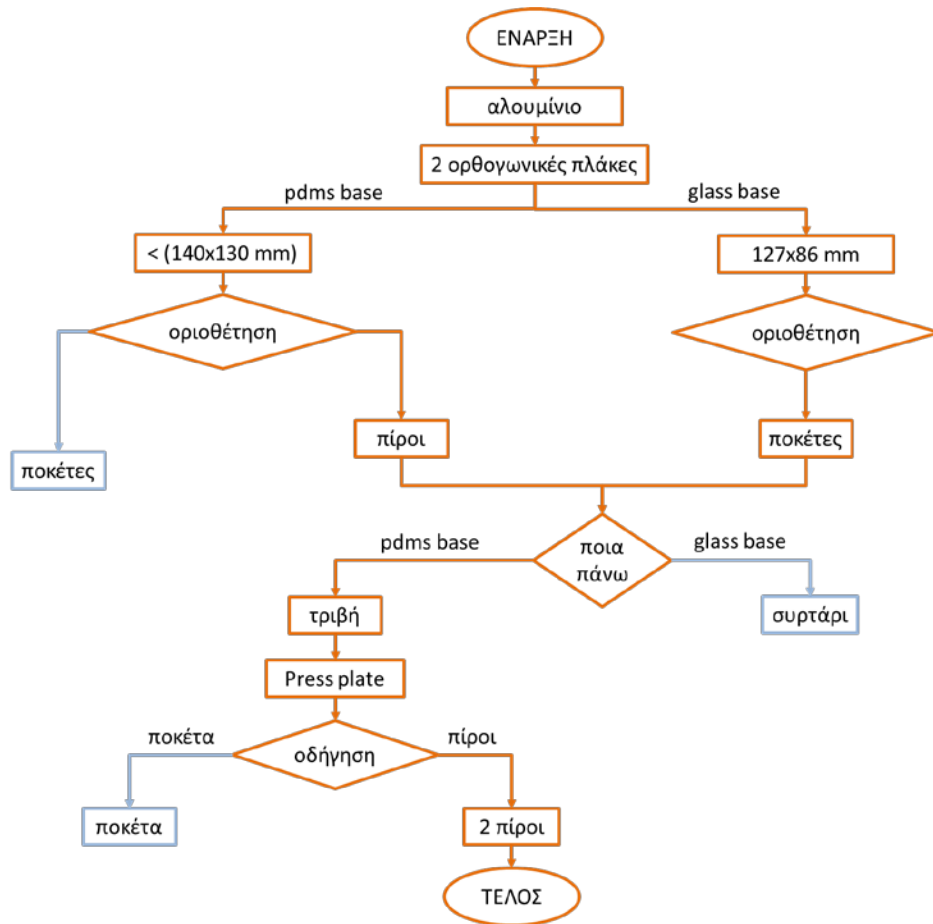 ΕΝΑΡΞΗ
αλουμίνιο
2 ορθογωνικές πλάκες
pdms base
glass base
< (140x130 mm)
127x86 mm
οριοθέτηση
οριοθέτηση
πίροι
ποκέτες
ποκέτες
pdms base
ποια
πάνω
glass base
τριβή
συρτάρι
Press plate
ποκέτα
οδήγηση
πίροι
ποκέτα
2 πίροι
ΤΕΛΟΣ